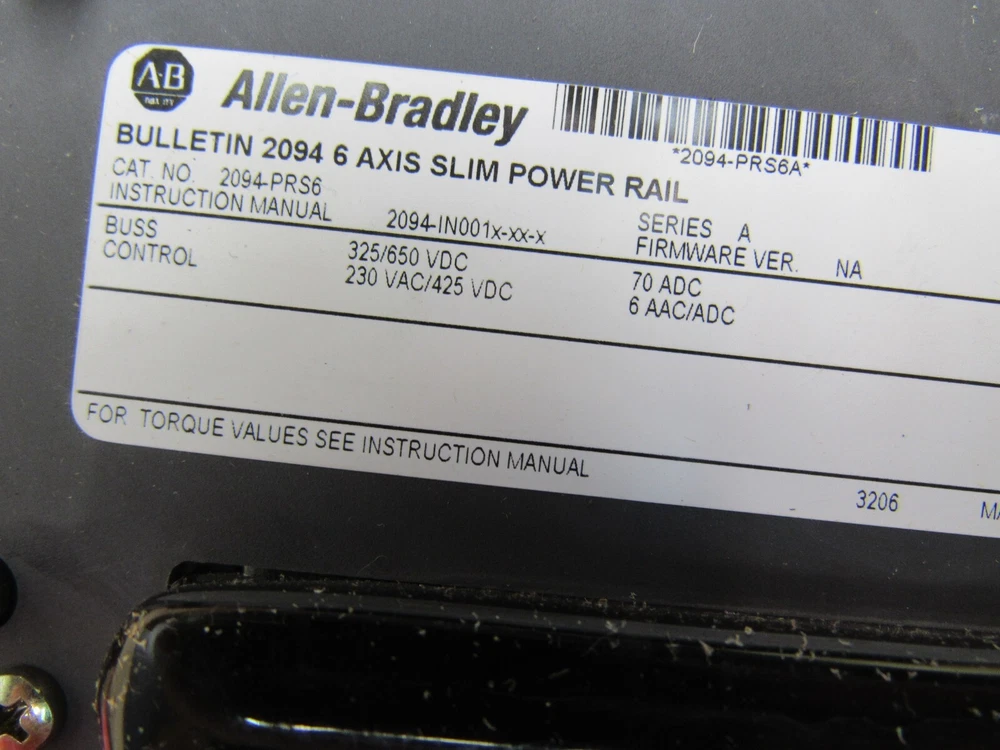 A·B
QUALITY
Allen-Bradley
*2094-PRS6A*
BULLETIN 2094 6 AXIS SLIM POWER RAIL
CAT. NO. 2094-PRS6 SERIES A
INSTRUCTION MANUAL 2094-IN001x-xx-x FIRMWARE VER. NA
BUSS 325/650 VDC 70 ADC
CONTROL 230 VAC/425 VDC 6 AAC/ADC
FOR TORQUE VALUES SEE INSTRUCTION MANUAL
3206